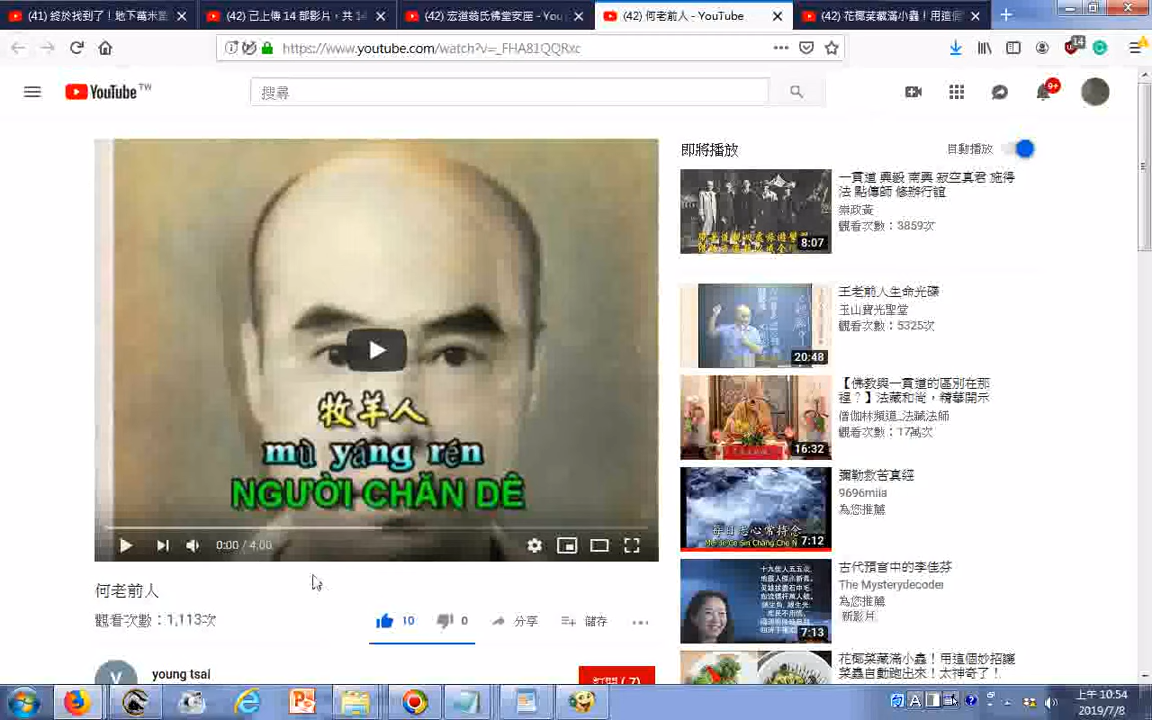 (41) 終於找到了！地下萬米
(42) 己上傳 14 部影片，共 14
(42) 宏道翁氏佛堂安座 - You
(42) 何老前人 - YouTube
(42) 花椰菜藏滿小蟲！用這個
https://www.youtube.com/watch?v=_FHA81QQRxc
14
YouTube TW
搜尋
9+
牧羊人
mù yáng rén
NGƯỜI CHĂN DÊ
0:00 / 4:00
何老前人
觀看次數：1,113次
10
0
分享
儲存
young tsai
訂閱 (7)
即將播放
自動播放
一貫道 興毅 南興 寂空真君 施得
法 點傳師 修辦行誼
崇政黃
觀看次數：3859次
8:07
王老前人生命光碟
玉山寶光聖堂
觀看次數：5325次
20:48
【佛教與一貫道的區別在那
裡？】法藏和尚，精華開示
僧伽林頻道_法藏法師
觀看次數：17萬次
16:32
彌勒救苦真經
9696miia
為您推薦
7:12
古代預言中的李佳芬
The Mysterydecoder
為您推薦
新影片
7:13
花椰菜藏滿小蟲！用這個妙招讓
菜蟲自動跑出來！太神奇了！
上午 10:54
2019/7/8